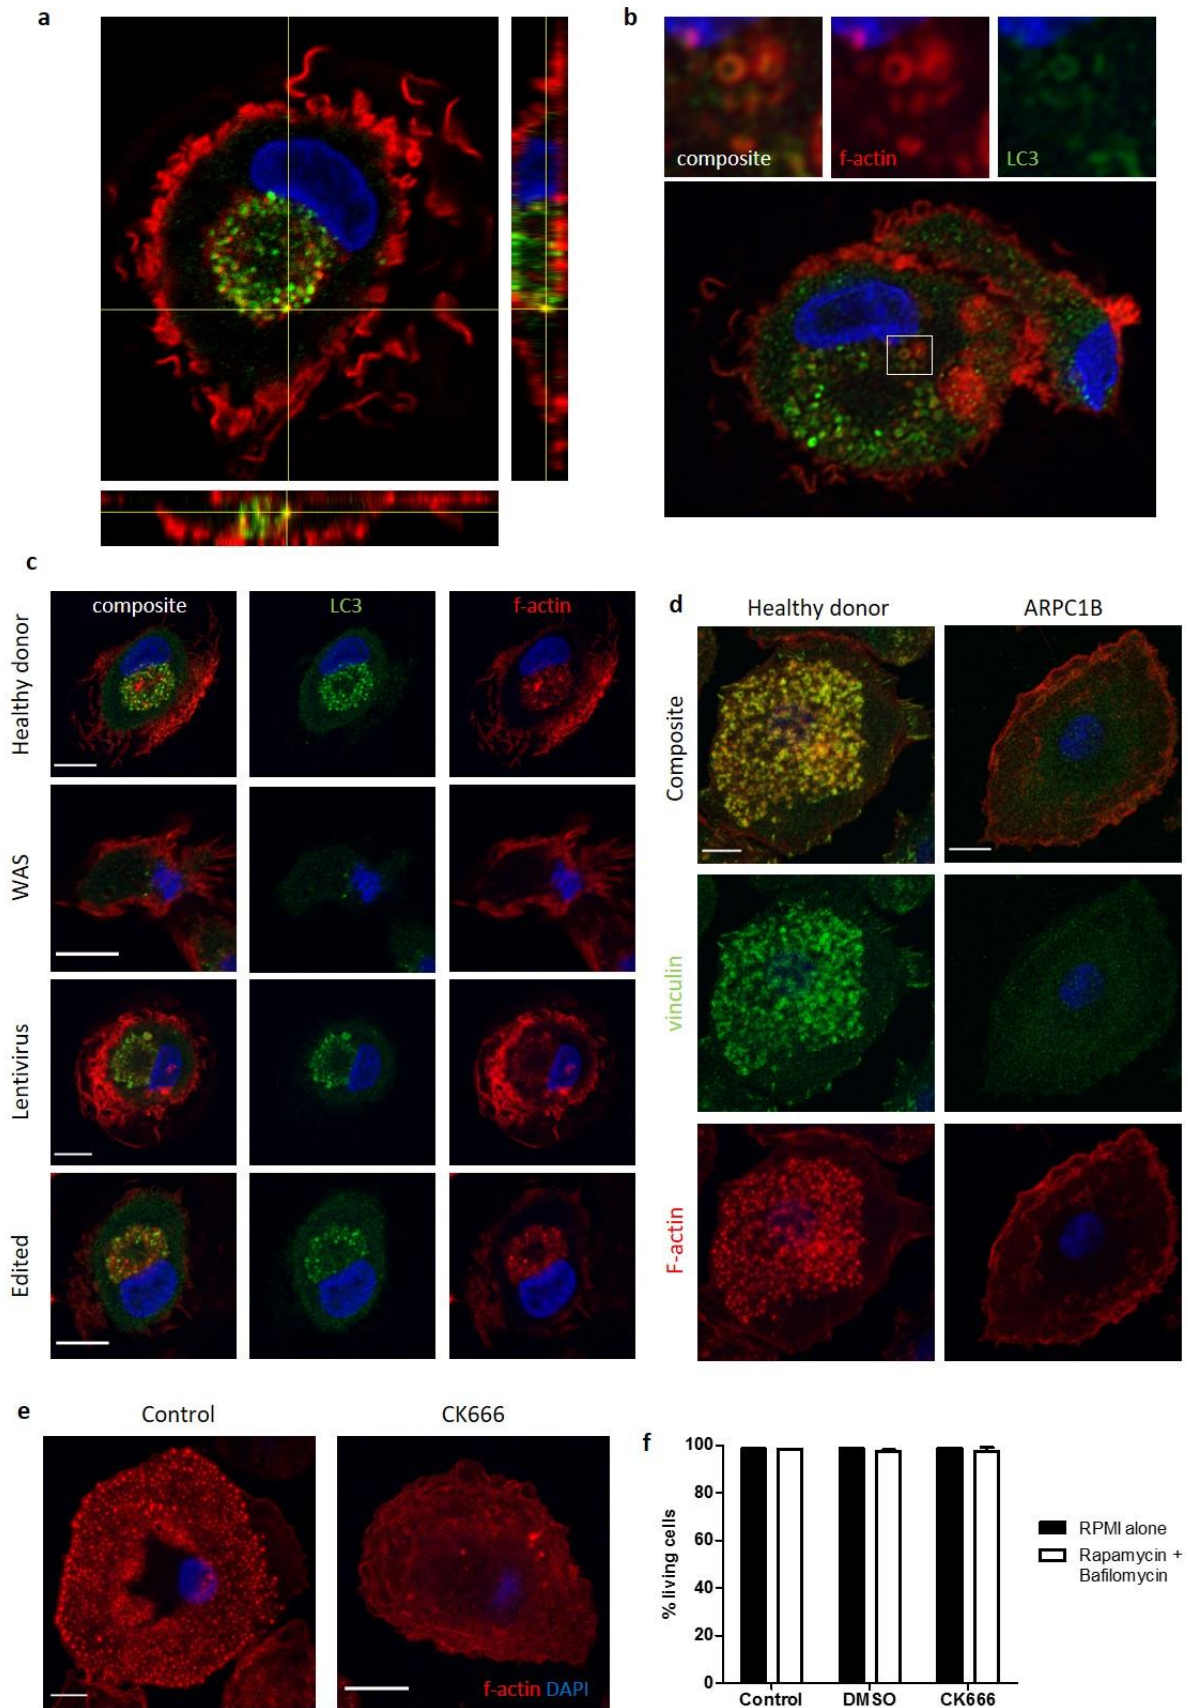 a
b
composite
f-actin
LC3
c
composite
LC3
f-actin
Healthy donor
WAS
Lentivirus
Edited
d
Healthy donor
ARPC1B
Composite
vinculin
F-actin
e
Control
CK666
f-actin DAPI
f
% living cells
100
80
60
40
20
0
Control
DMSO
CK666
RPMI alone
Rapamycin +
Bafilomycin